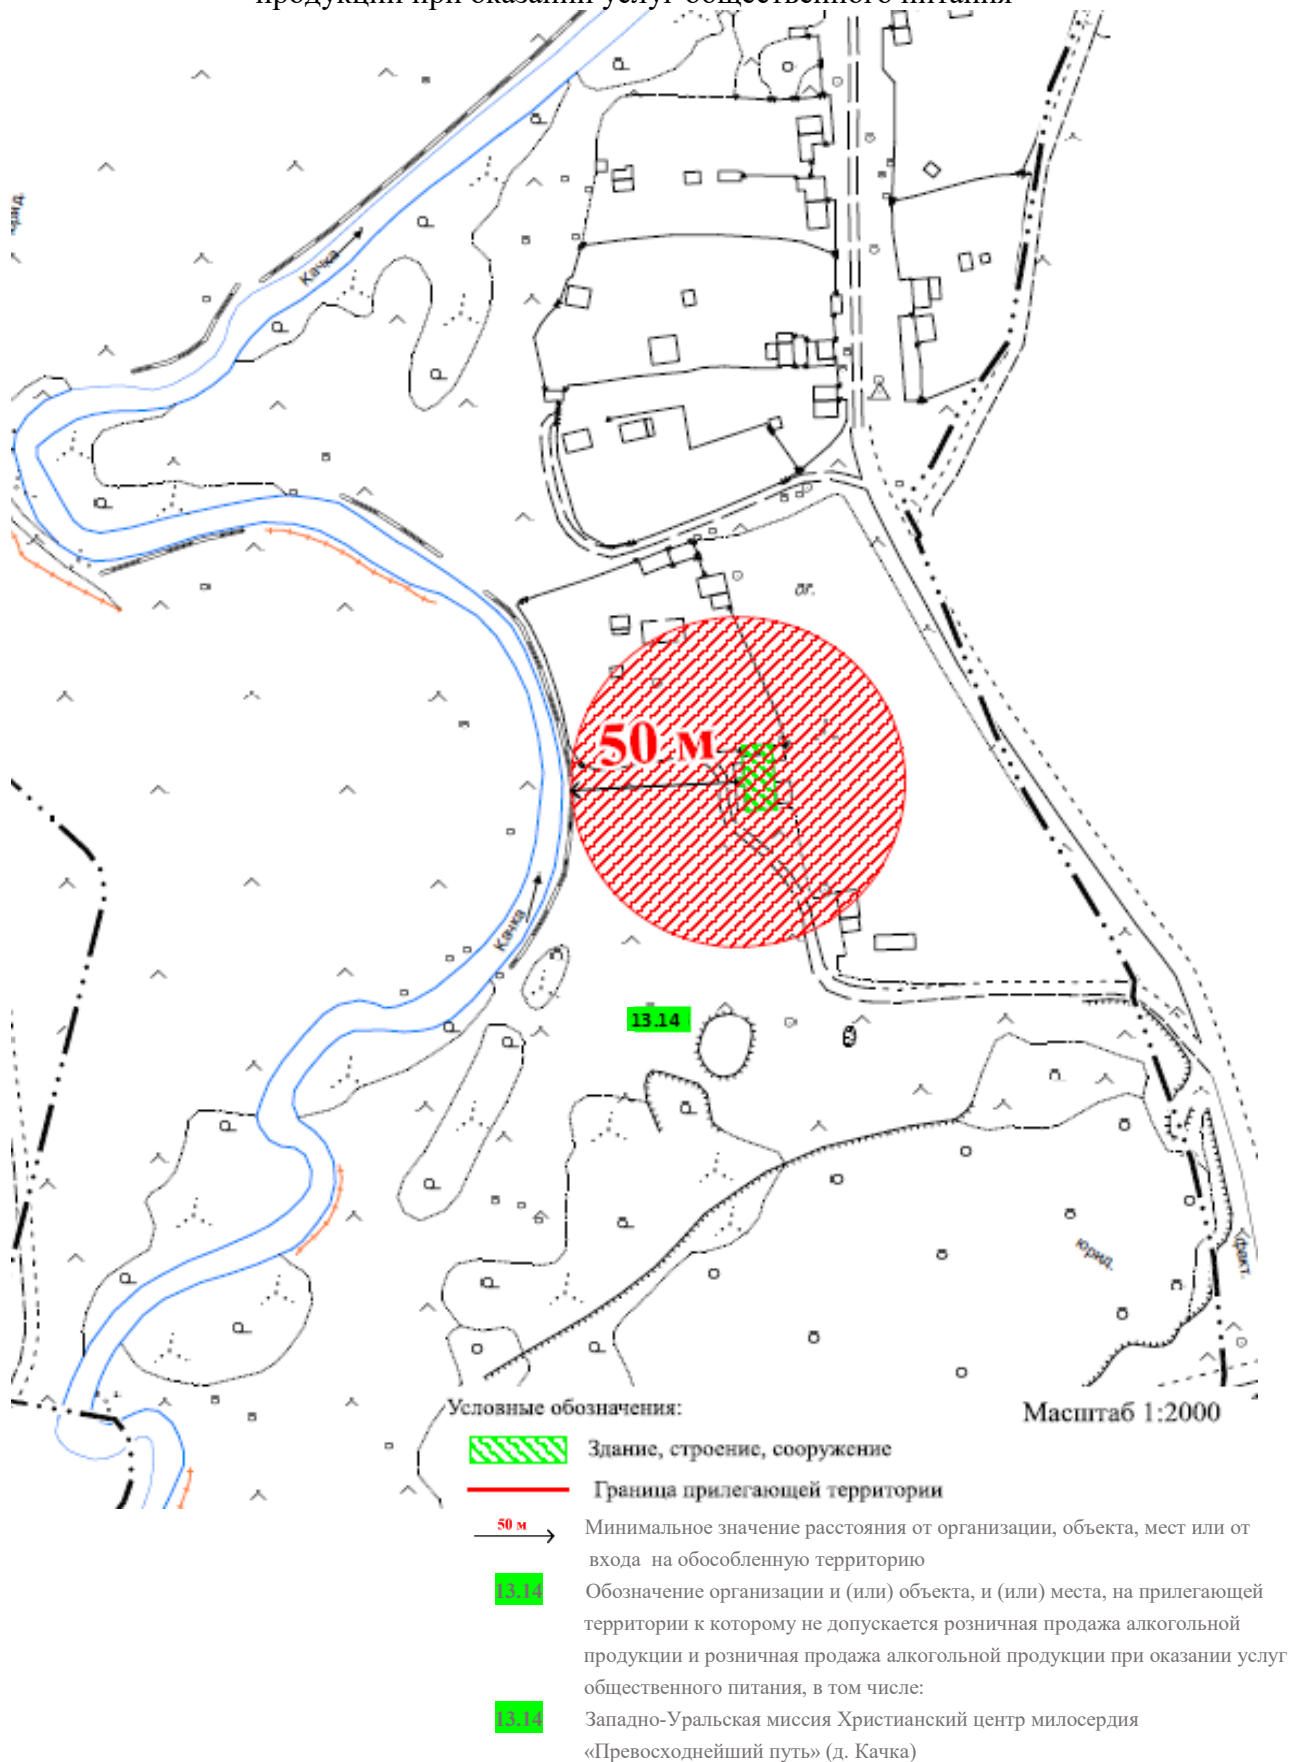 продукции при оказании услуг общественного питания
юрид.
Качка
ог.
50 м
Качка
13.14
юрид.
факт.
Условные обозначения:
Масштаб 1:2000
Здание, строение, сооружение
Граница прилегающей территории
50 м
Минимальное значение расстояния от организации, объекта, мест или от
входа на обособленную территорию
13.14
Обозначение организации и (или) объекта, и (или) места, на прилегающей
территории к которому не допускается розничная продажа алкогольной
продукции и розничная продажа алкогольной продукции при оказании услуг
общественного питания, в том числе:
13.14
Западно-Уральская миссия Христианский центр милосердия
«Превосходнейший путь» (д. Качка)